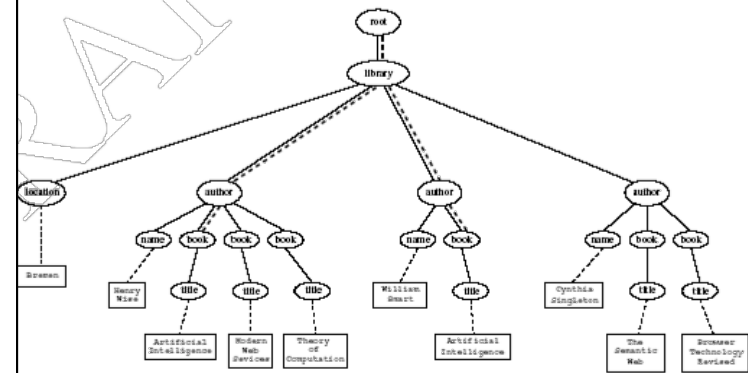 root
library
location
author
author
author
name
book
book
book
name
book
name
book
book
Bremen
Henry
Wise
title
title
title
William
Smart
title
Cynthia
Singleton
title
title
Artificial
Intelligence
Modern
Web
Sevices
Theory
of
Computation
Artificial
Intelligence
The
Semantic
Web
Browser
Technology
Revised